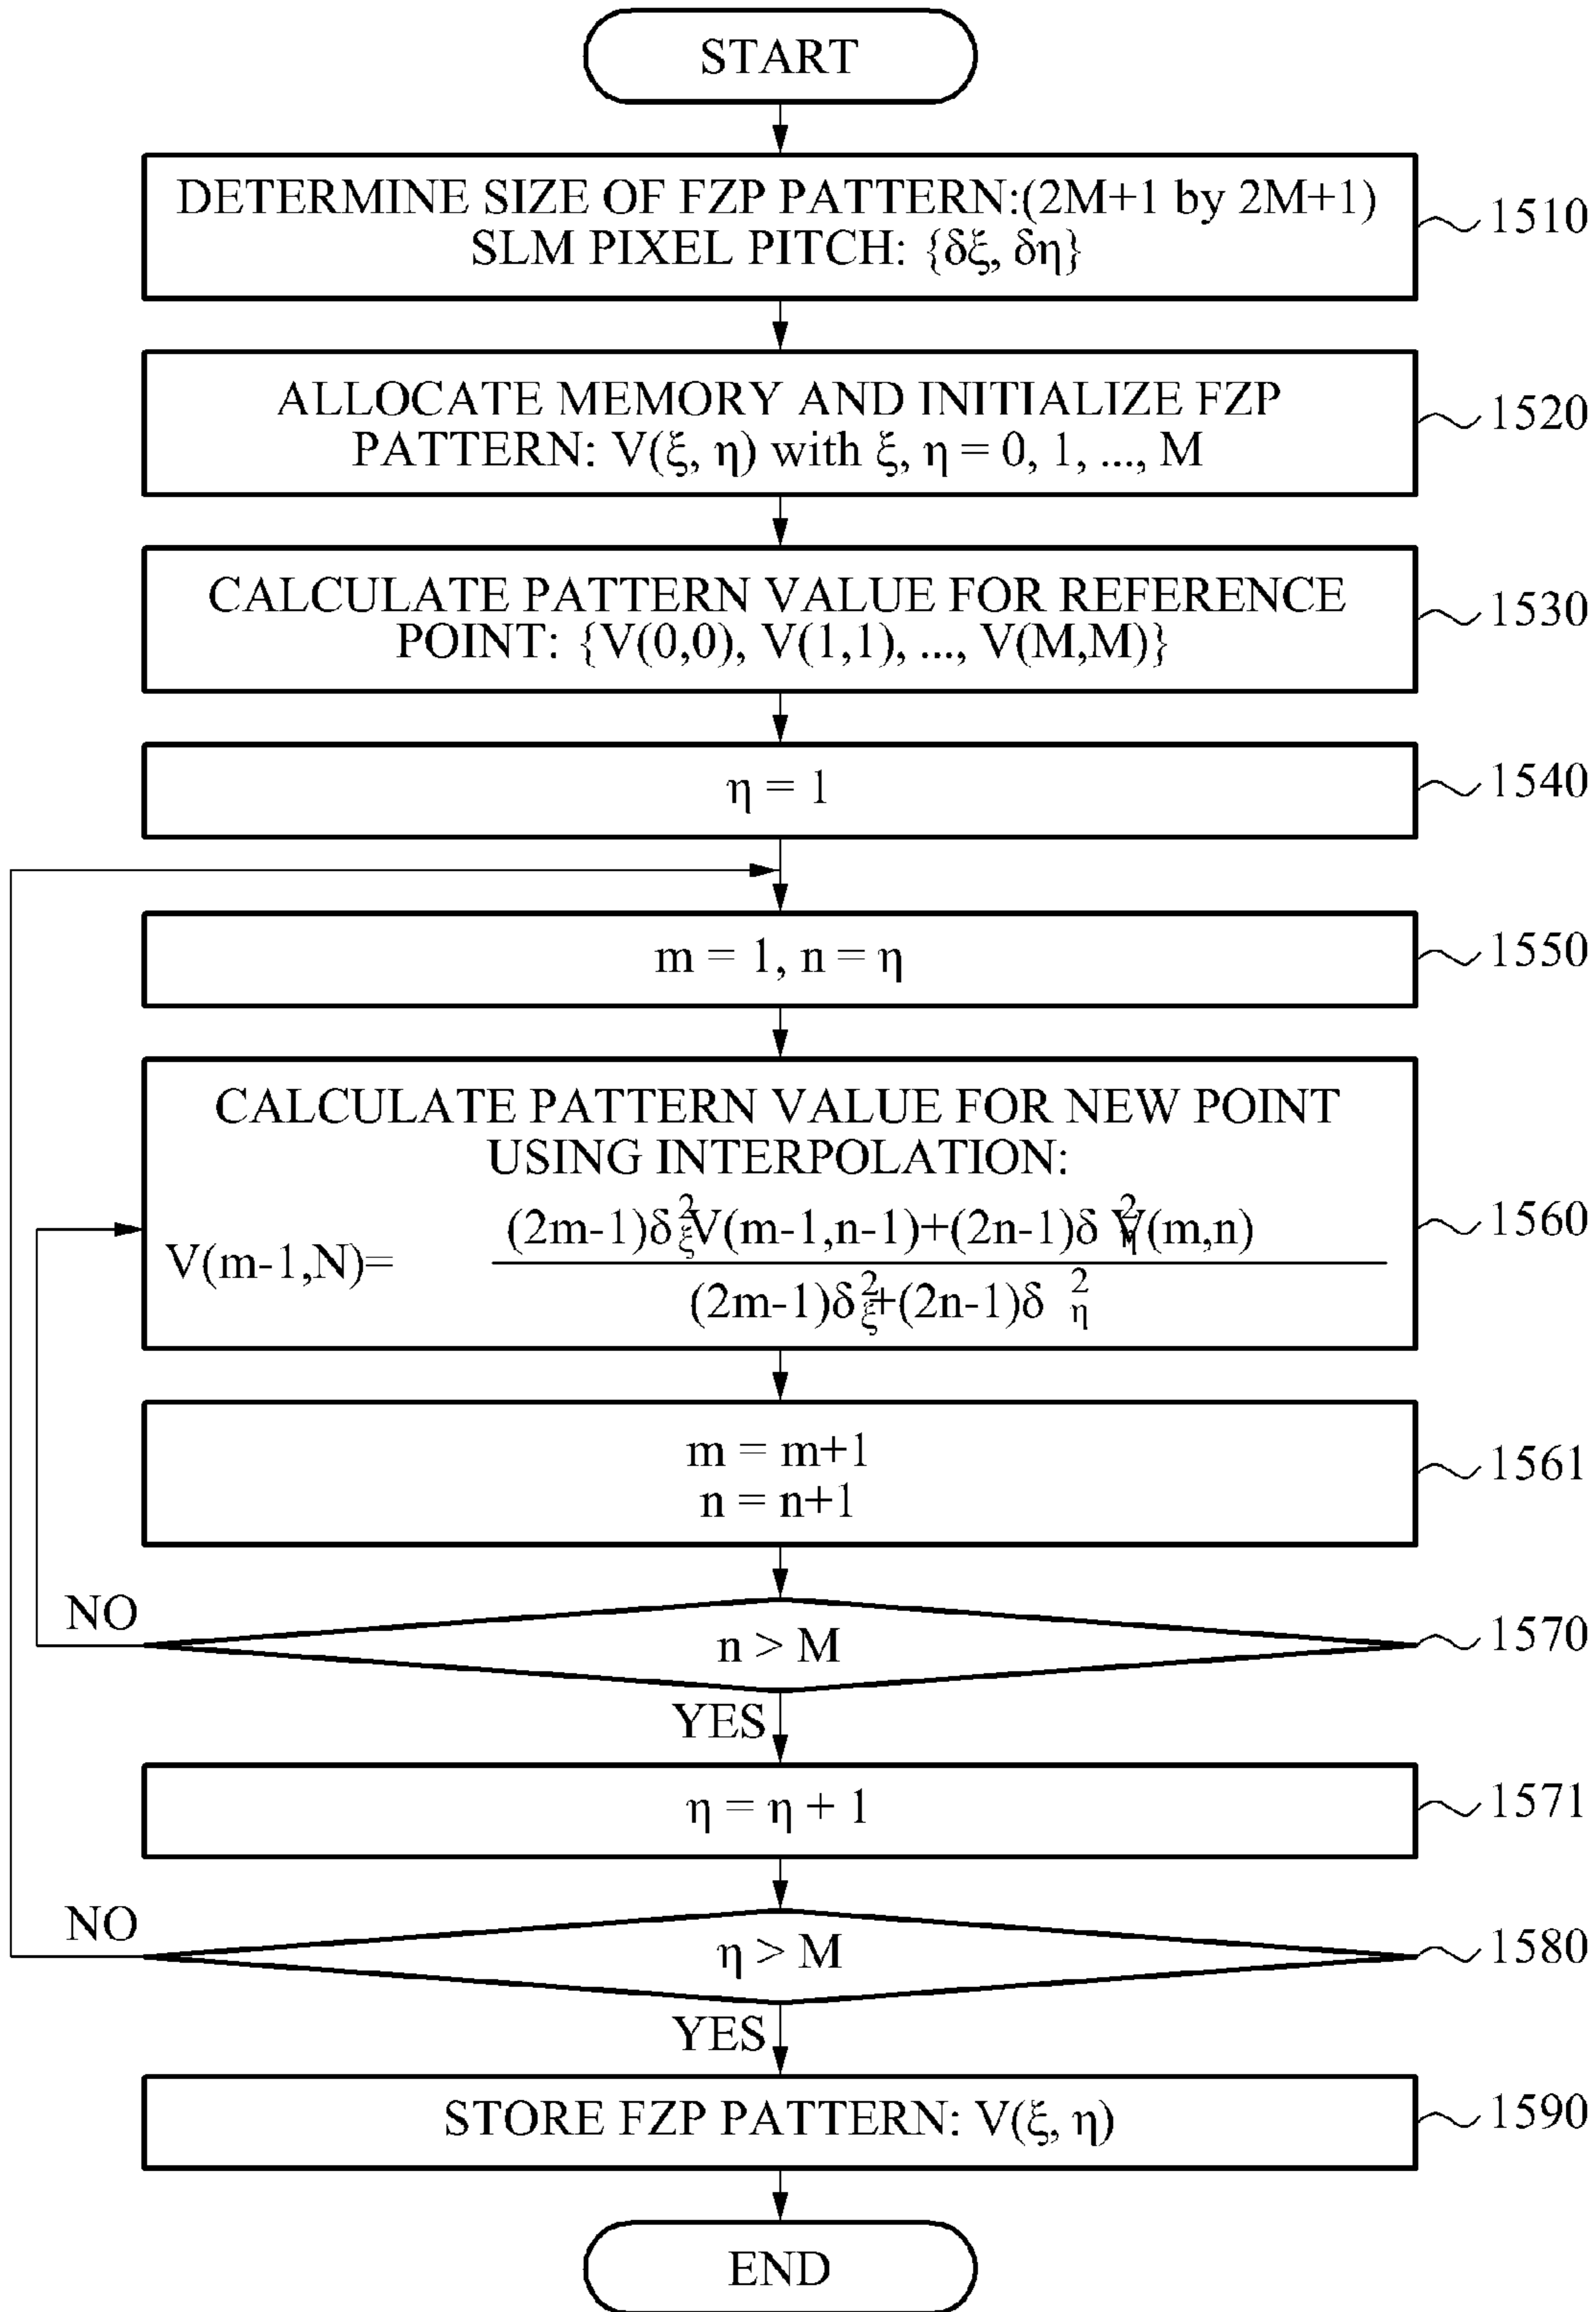 START
DETERMINE SIZE OF FZP PATTERN:(2M+1 by 2M+1)
SLM PIXEL PITCH: {δξ, δη}
1510
ALLOCATE MEMORY AND INITIALIZE FZP
PATTERN: V(ξ, η) with ξ, η = 0, 1, ..., M
1520
CALCULATE PATTERN VALUE FOR REFERENCE
POINT: {V(0,0), V(1,1), ..., V(M,M)}
1530
η = 1
1540
m = 1, n = η
1550
CALCULATE PATTERN VALUE FOR NEW POINT
USING INTERPOLATION:
(2m-1)δ²ξV(m-1,n-1)+(2n-1)δ²ηV(m,n)
V(m-1,N)=
(2m-1)δ²ξ+(2n-1)δ²η
1560
m = m+1
n = n+1
1561
NO
n > M
1570
YES
η = η + 1
1571
NO
η > M
1580
YES
STORE FZP PATTERN: V(ξ, η)
1590
END